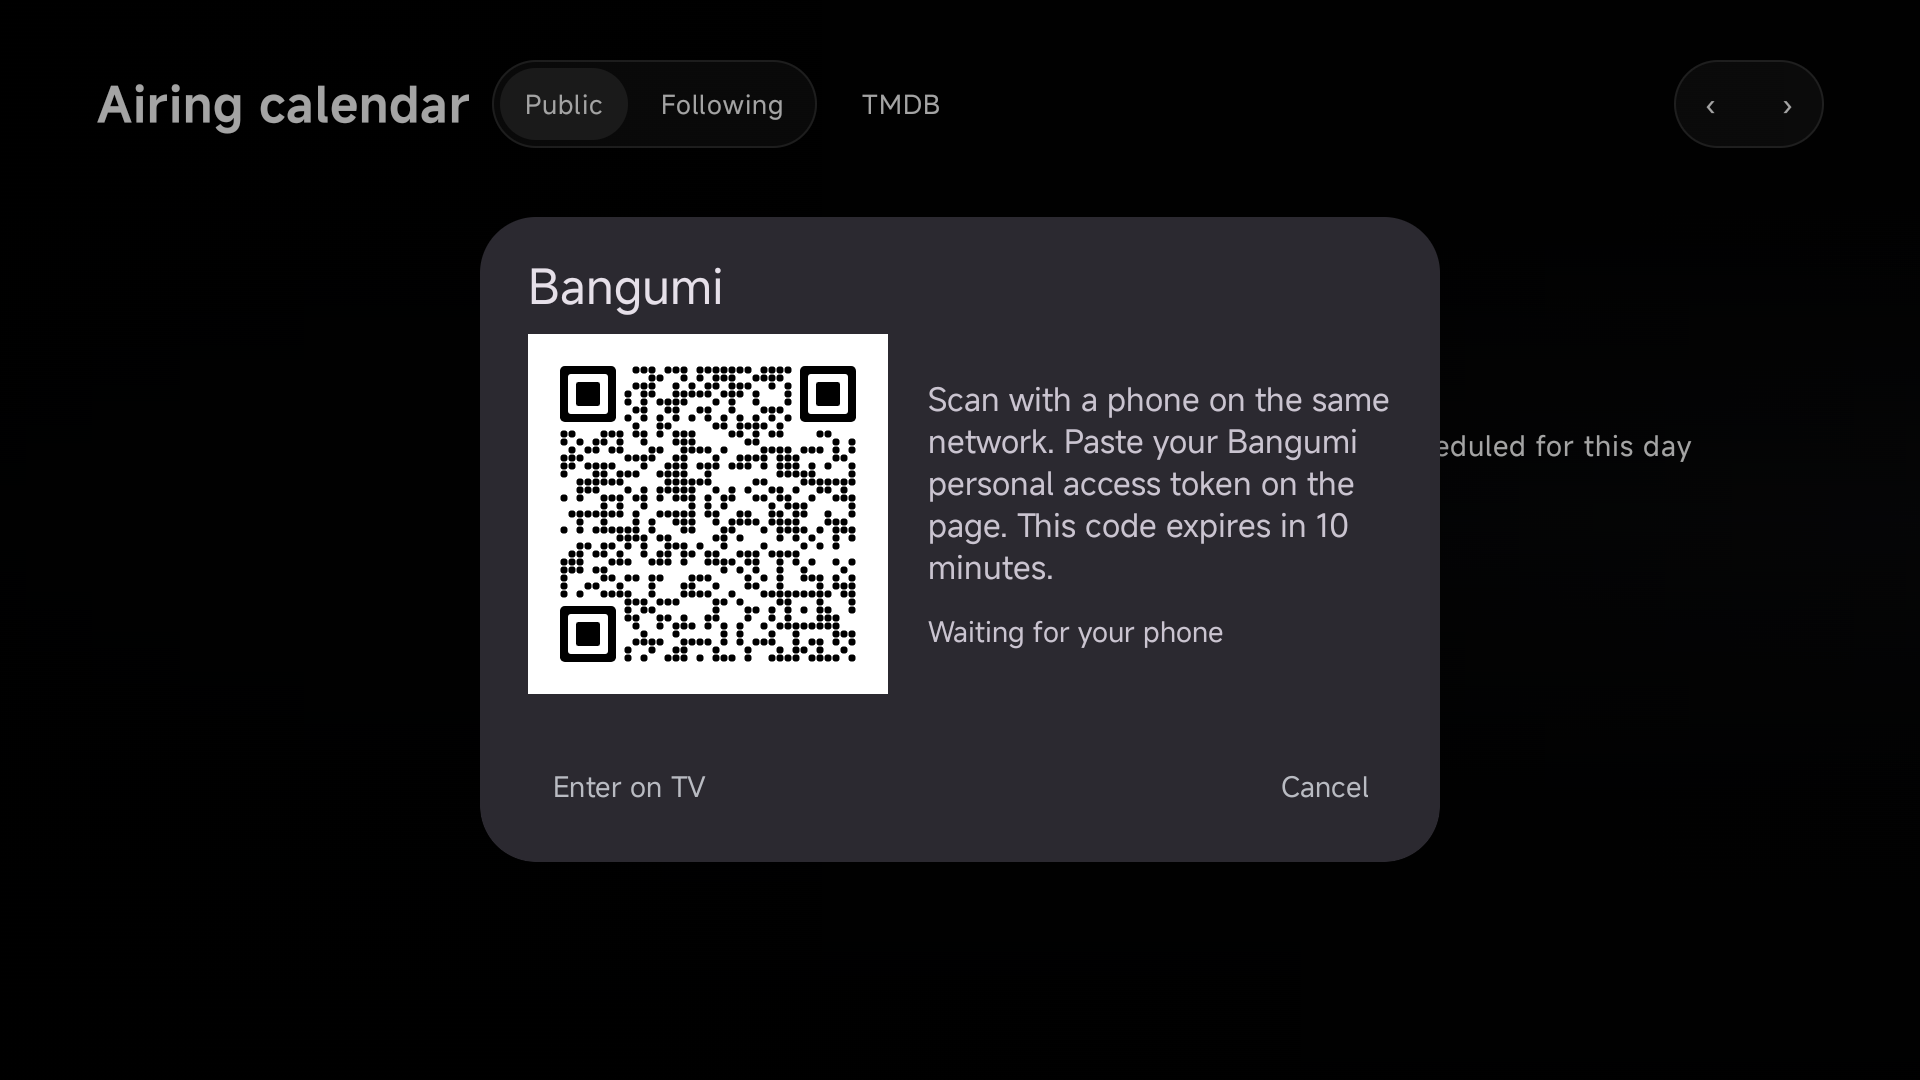 Airing calendar
Public
Following
TMDB
‹ ›
Bangumi
Scan with a phone on the same
network. Paste your Bangumi
personal access token on the
page. This code expires in 10
minutes.
Waiting for your phone
for this day
Enter on TV
Cancel